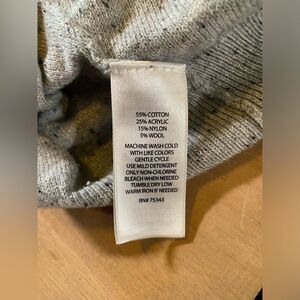 55% COTTON
25% ACRYLIC
15% NYLON
5% WOOL
MACHINE WASH COLD
WITH LIKE COLORS
GENTLE CYCLE
USE MILD DETERGENT
ONLY NON-CHLORINE
BLEACH WHEN NEEDED
TUMBLE DRY LOW
WARM IRON IF NEEDED
RN# 75343